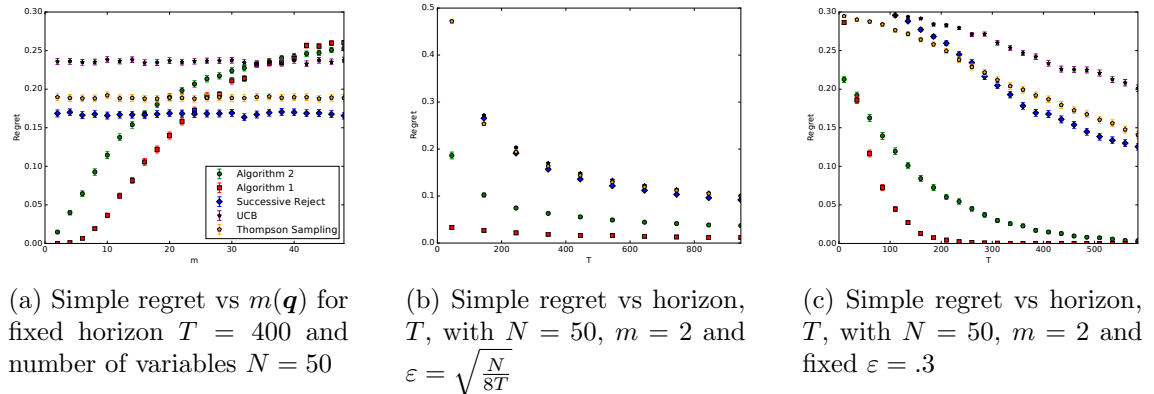 0.30
0.25
0.20
0.15
0.10
0.05
0.00
Regret
0 10 20 30 40
m
Algorithm 2
Algorithm 1
Successive Reject
UCB
Thompson Sampling
0.5
0.4
0.3
0.2
0.1
0.0
Regret
0 200 400 600 800
T
0.30
0.25
0.20
0.15
0.10
0.05
0.00
Regret
0 100 200 300 400 500
T
(a) Simple regret vs m(q) for
fixed horizon T = 400 and
number of variables N = 50
(b) Simple regret vs horizon,
T, with N = 50, m = 2 and
ε = √(N/8T)
(c) Simple regret vs horizon,
T, with N = 50, m = 2 and
fixed ε = .3